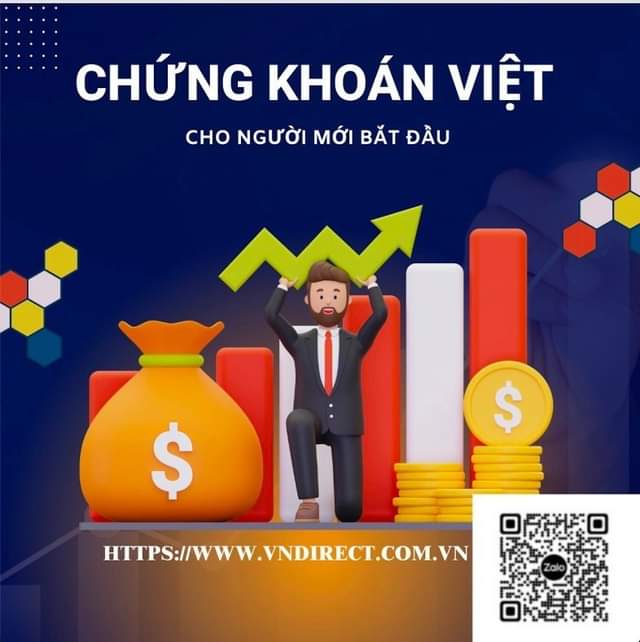 CHỨNG KHOÁN VIỆT
CHO NGƯỜI MỚI BẮT ĐẦU
$
$
HTTPS://WWW.VNDIRECT.COM.VN
Zalo